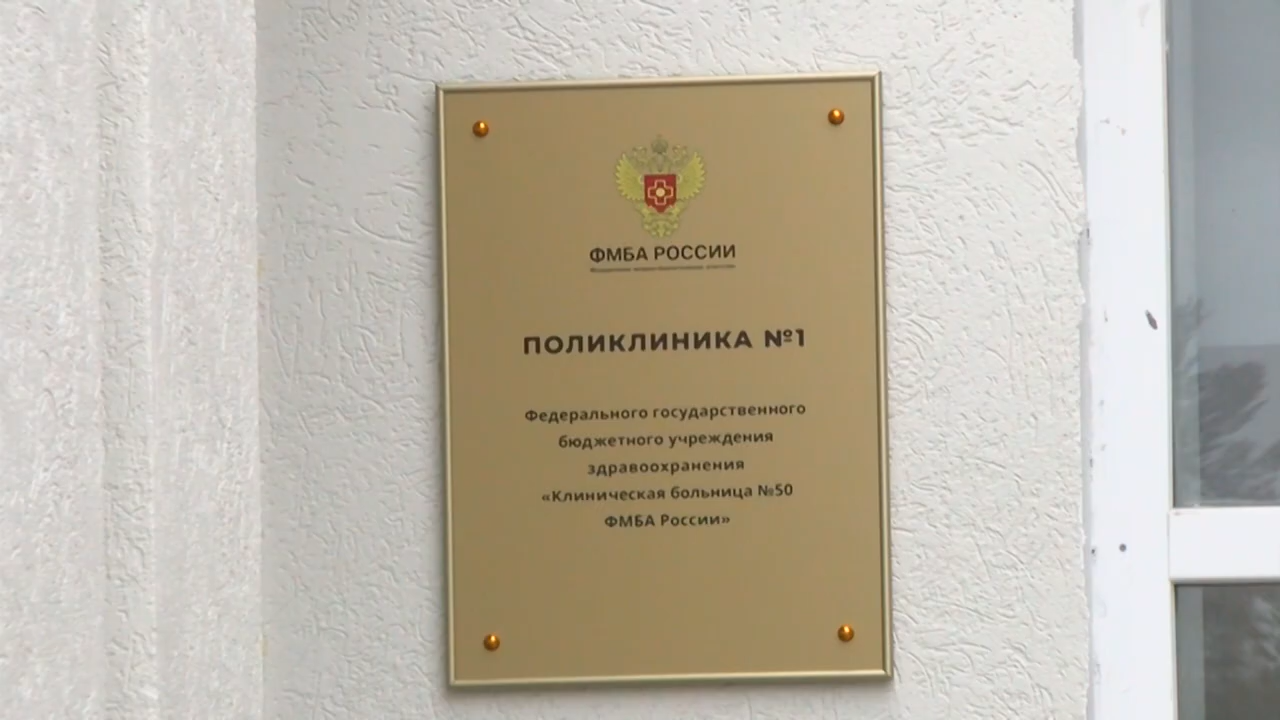 ФМБА РОССИИ
ПОЛИКЛИНИКА №1
Федерального государственного
бюджетного учреждения
здравоохранения
«Клиническая больница №50
ФМБА России»